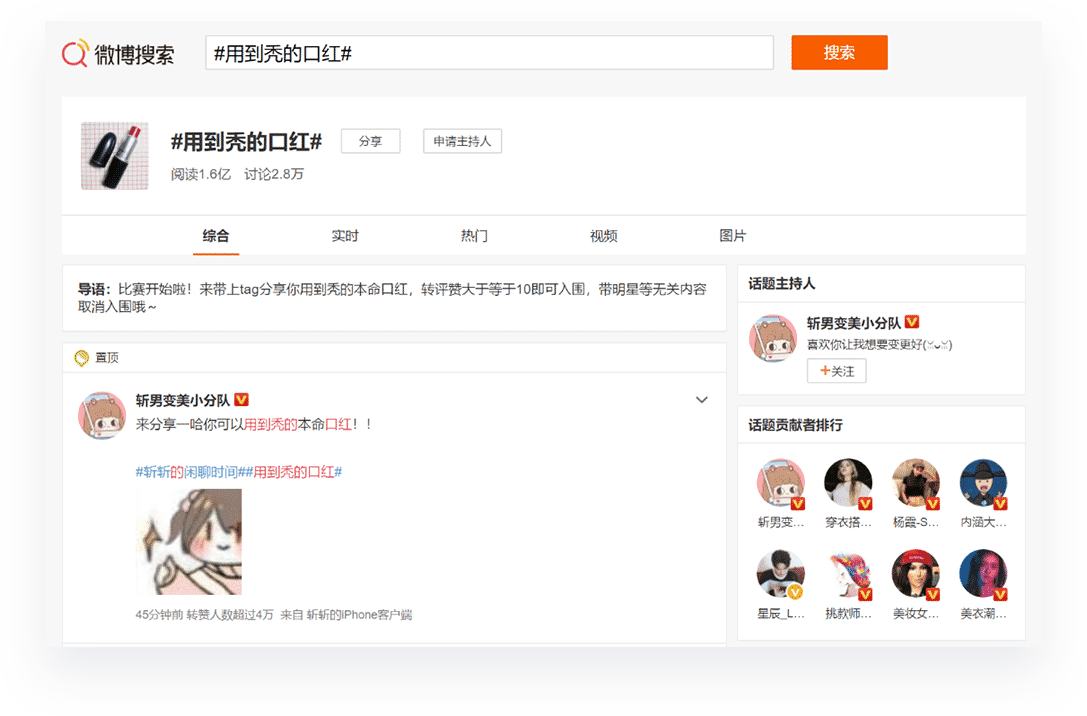 微博搜索
#用到秃的口红#
搜索
#用到秃的口红#
分享
申请主持人
阅读1.6亿 讨论2.8万
综合
实时
热门
视频
图片
导语：比赛开始啦！来带上tag分享你用到秃的本命口红，转评赞大于等于10即可入围，带明星等无关内容
取消入围哦～
置顶
斩男变美小分队
来分享一哈你可以用到秃的本命口红！！
#斩斩的闲聊时间##用到秃的口红#
45分钟前 转赞人数超过4万 来自 斩斩的iPhone客户端
话题主持人
斩男变美小分队
喜欢你让我想要变更好
+关注
话题贡献者排行
斩男变...
穿衣搭...
杨霞-S...
内涵大...
星辰_L...
挑款师...
美妆女...
美衣潮...